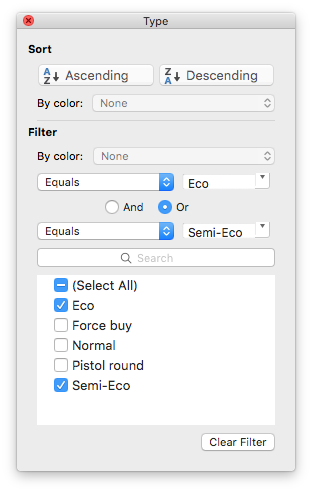 Type
Sort
A Z Ascending
Z A Descending
By color: None
Filter
By color: None
Equals Eco
And Or
Equals Semi-Eco
Search
(Select All)
Eco
Force buy
Normal
Pistol round
Semi-Eco
Clear Filter